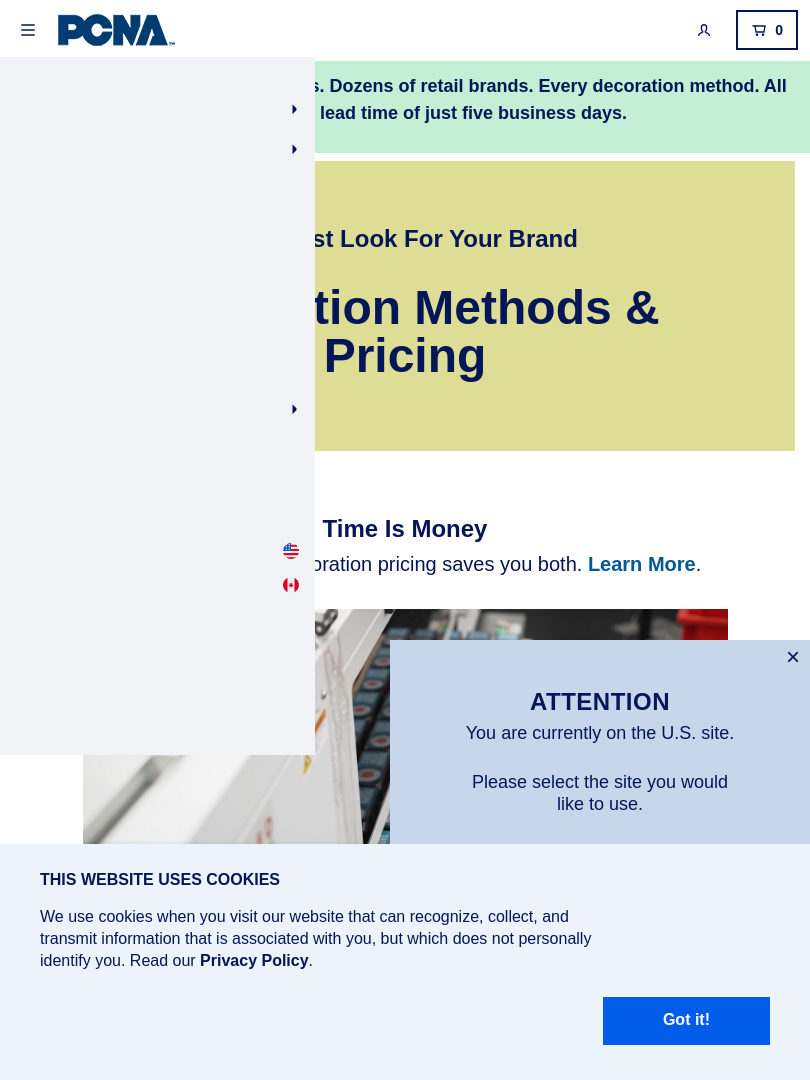 PCNA
0
s. Dozens of retail brands. Every decoration method. All
lead time of just five business days.
st Look For Your Brand
tion Methods &
Pricing
Time Is Money
oration pricing saves you both. Learn More.
ATTENTION
You are currently on the U.S. site.
Please select the site you would
like to use.
THIS WEBSITE USES COOKIES
We use cookies when you visit our website that can recognize, collect, and
transmit information that is associated with you, but which does not personally
identify you. Read our Privacy Policy.
Got it!